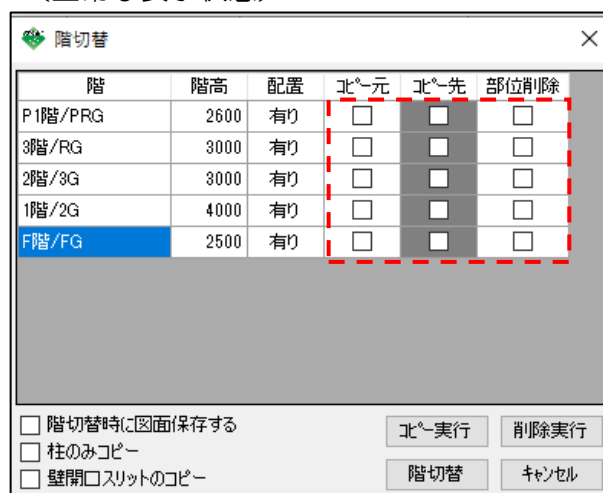 階切替
階 階高 配置 ｺﾋﾟｰ元 ｺﾋﾟｰ先 部位削除
P1階/PRG 2600 有り
3階/RG 3000 有り
2階/3G 3000 有り
1階/2G 4000 有り
F階/FG 2500 有り
階切替時に図面保存する
柱のみコピー
壁開口スリットのコピー
ｺﾋﾟｰ実行 削除実行
階切替 ｷｬﾝｾﾙ